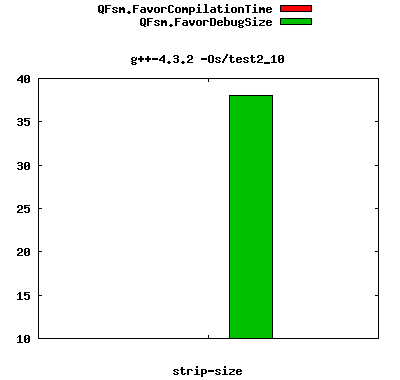 QFsm.FavorCompilationTime
QFsm.FavorDebugSize
g++-4.3.2 -Os/test2_10
40
35
30
25
20
15
10
strip-size